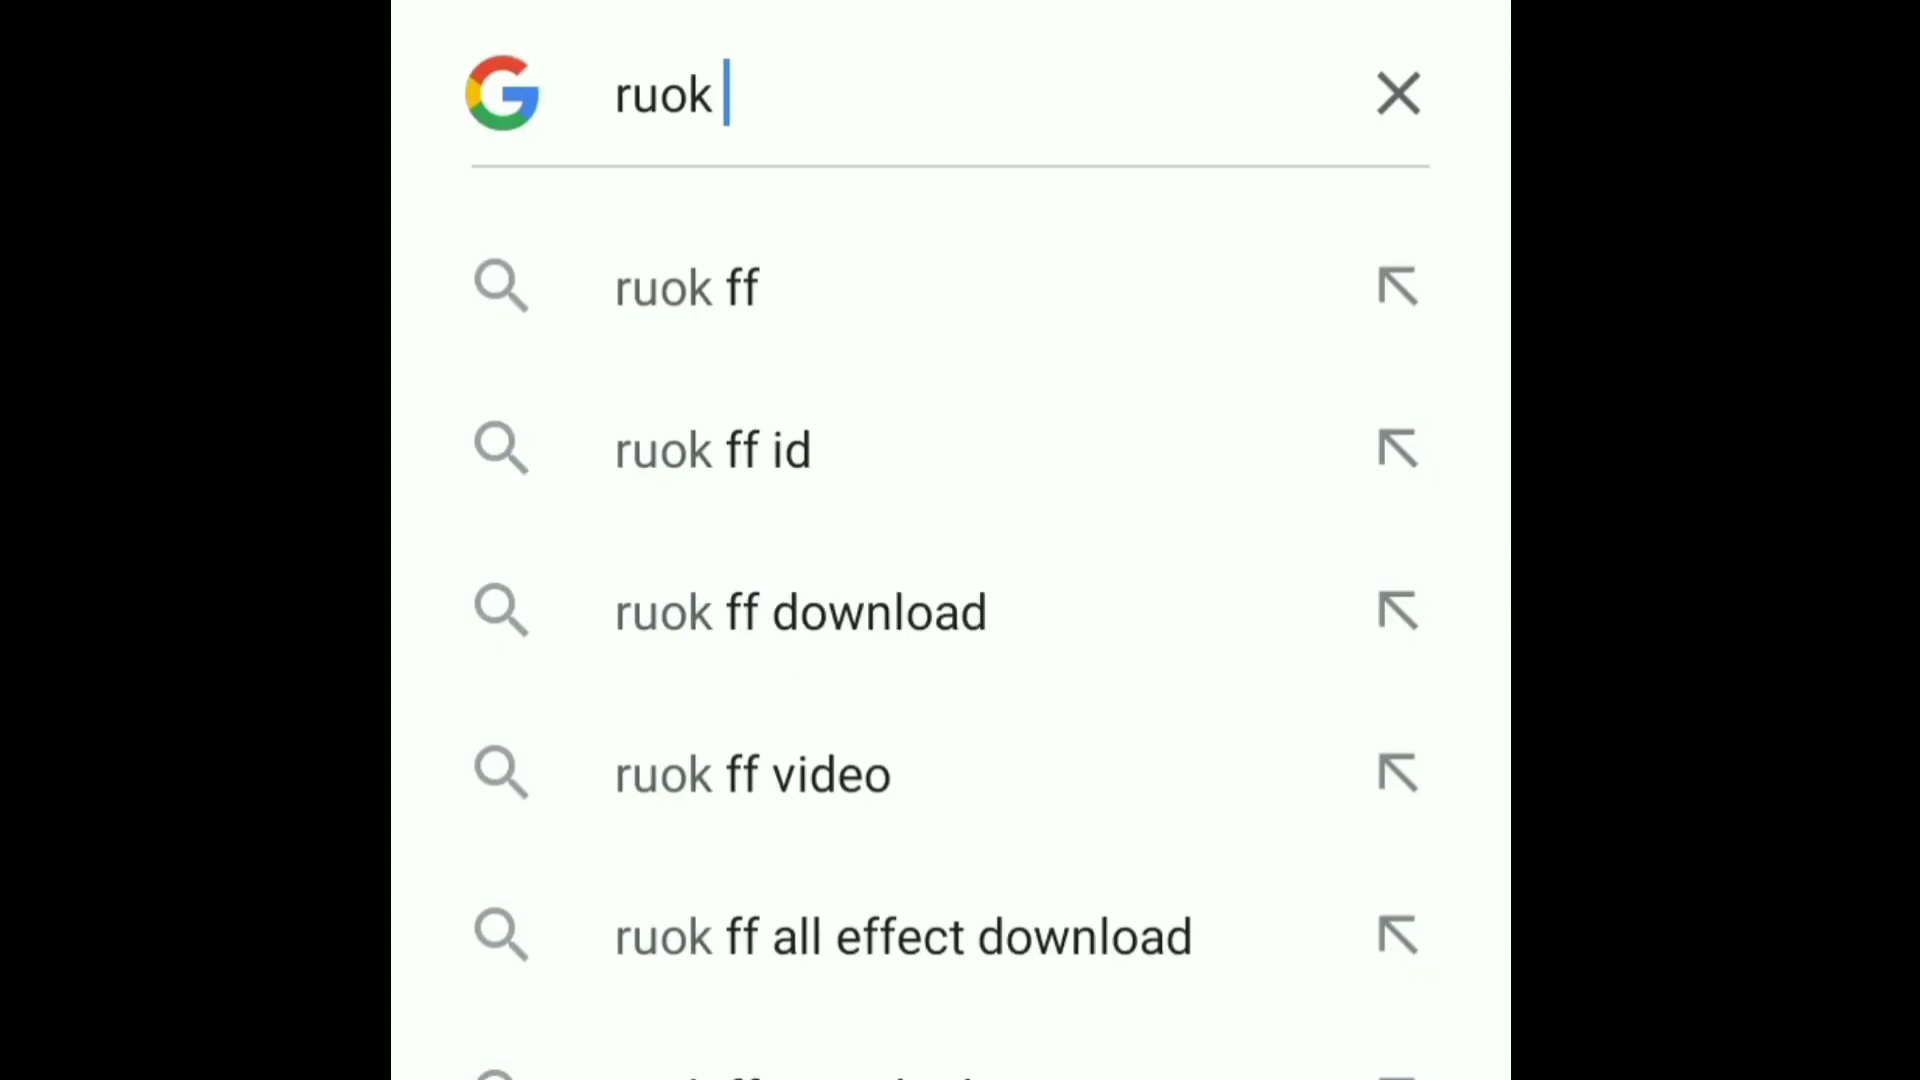 ruok
ruok ff
ruok ff id
ruok ff download
ruok ff video
ruok ff all effect download